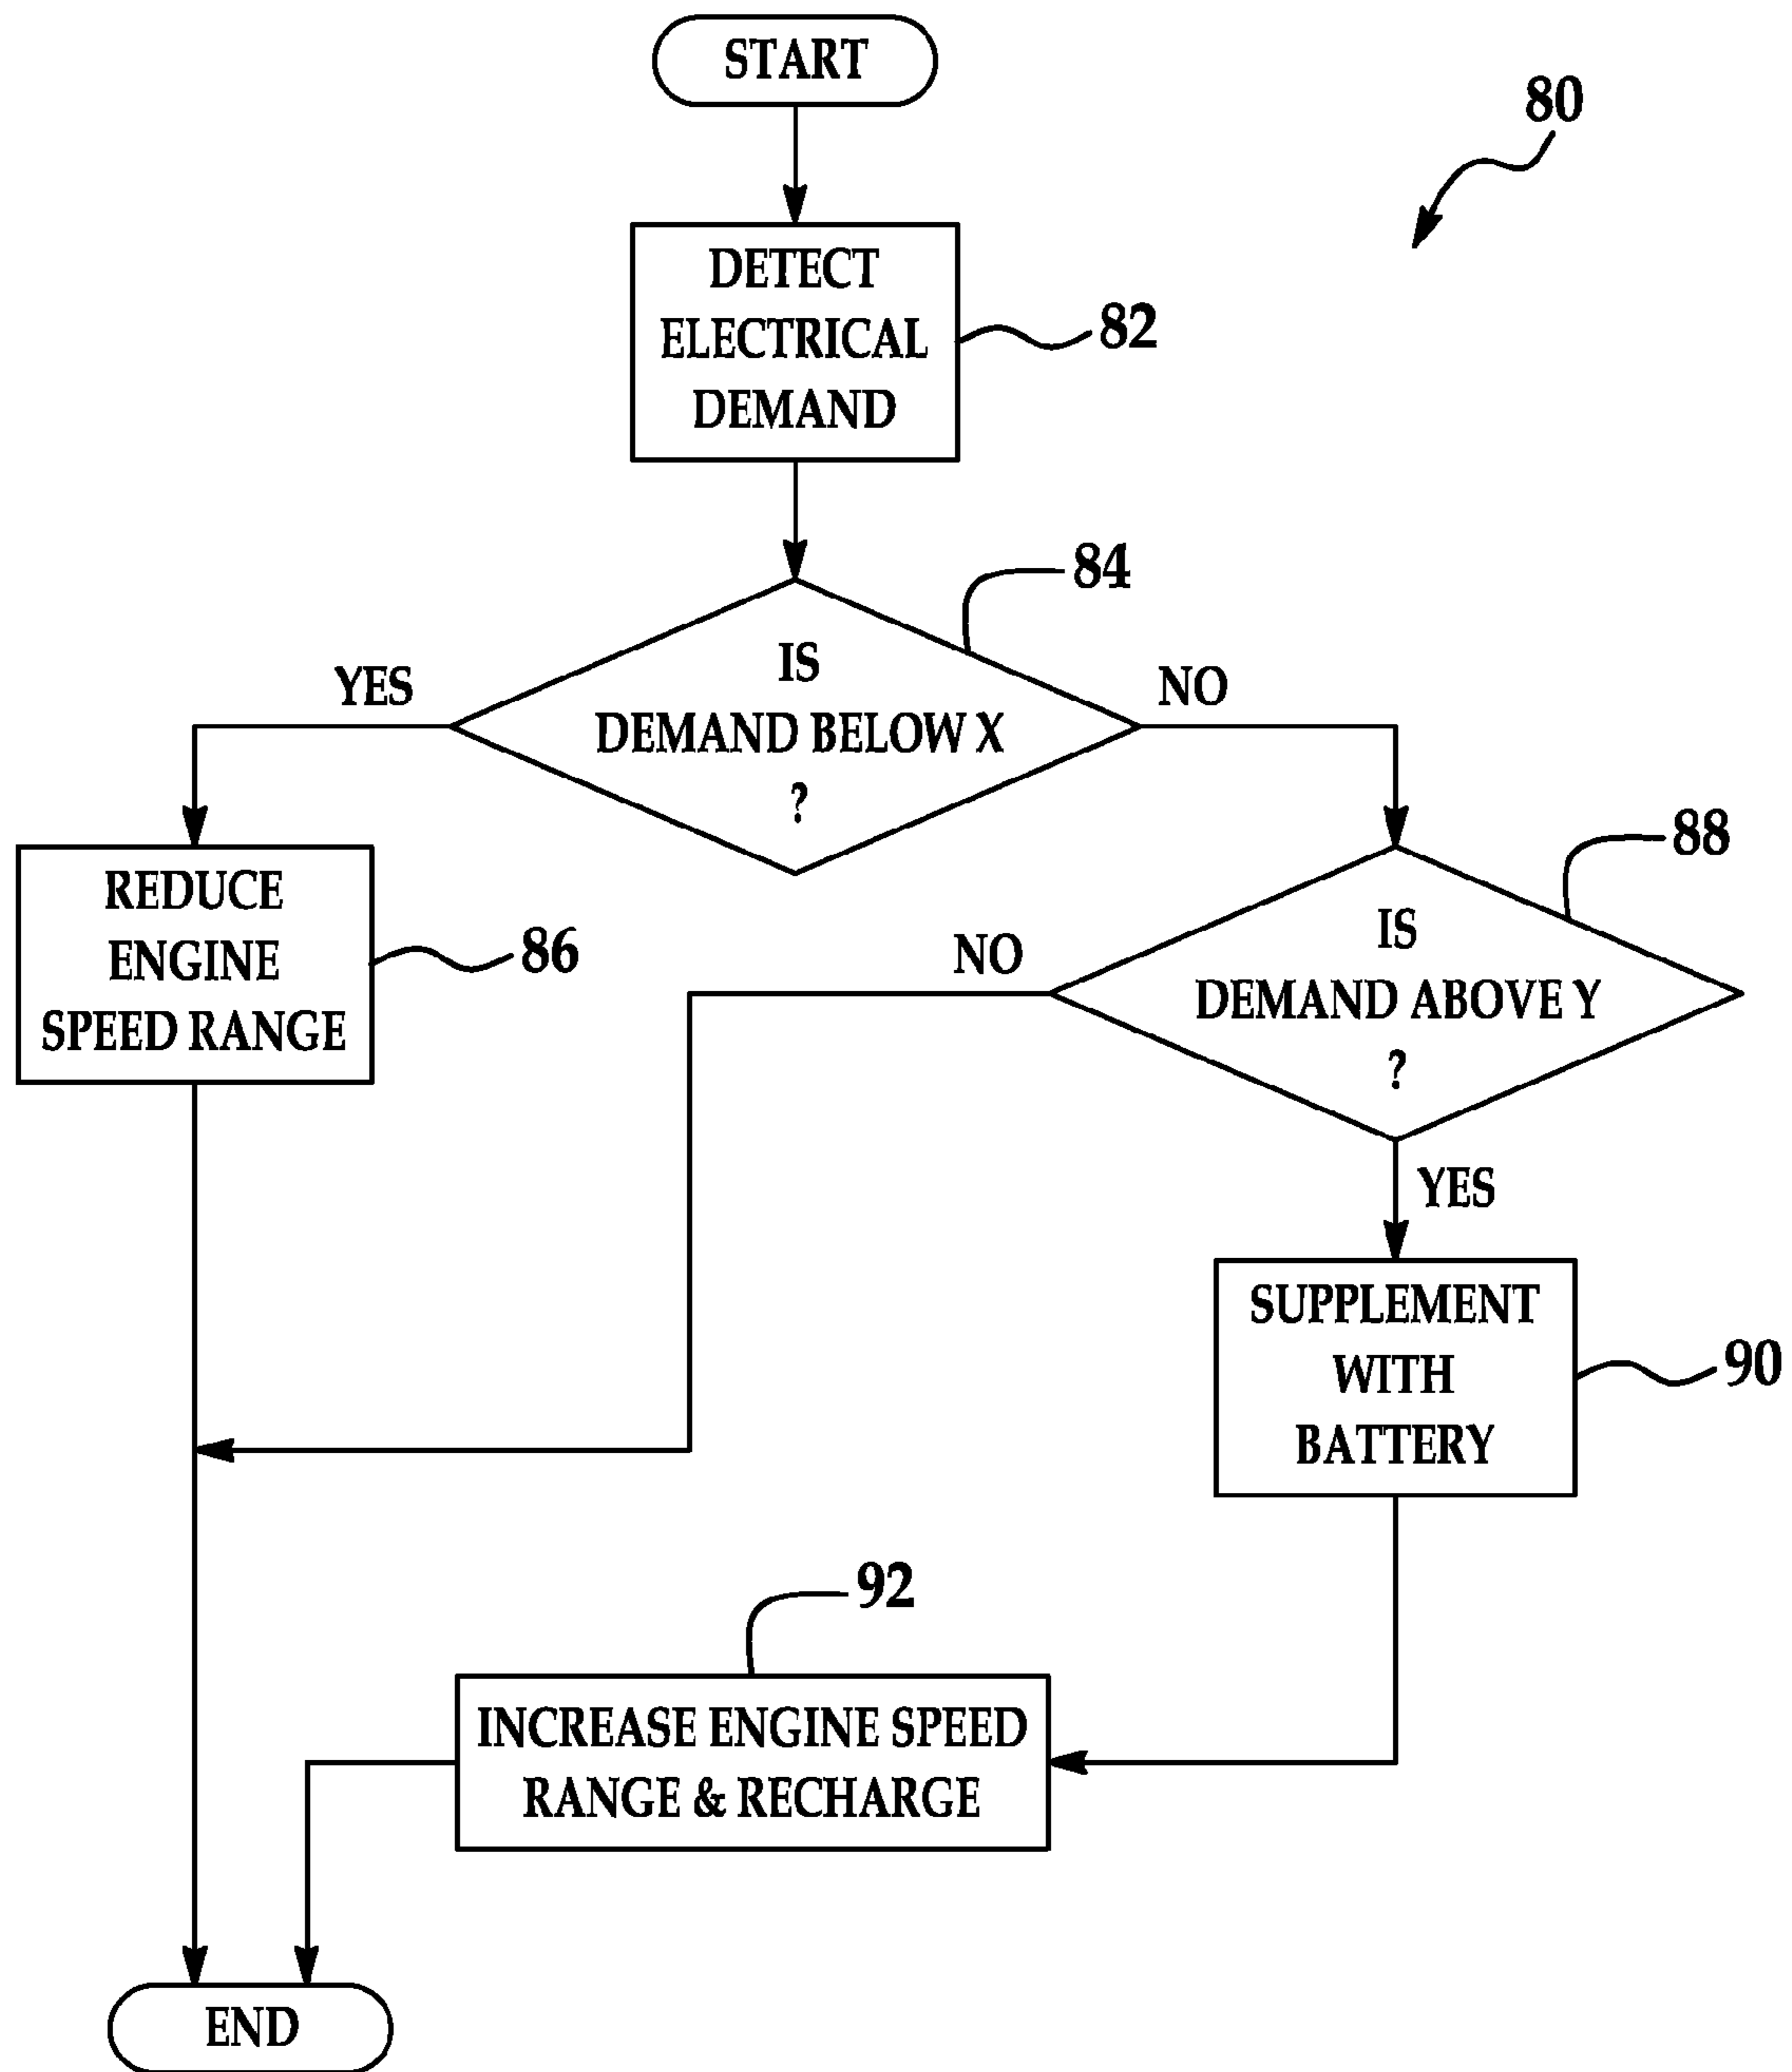 START
80
DETECT
ELECTRICAL
DEMAND
82
84
IS
DEMAND BELOW X
?
YES
NO
REDUCE
ENGINE
SPEED RANGE
86
88
IS
DEMAND ABOVE Y
?
NO
YES
SUPPLEMENT
WITH
BATTERY
90
92
INCREASE ENGINE SPEED
RANGE & RECHARGE
END